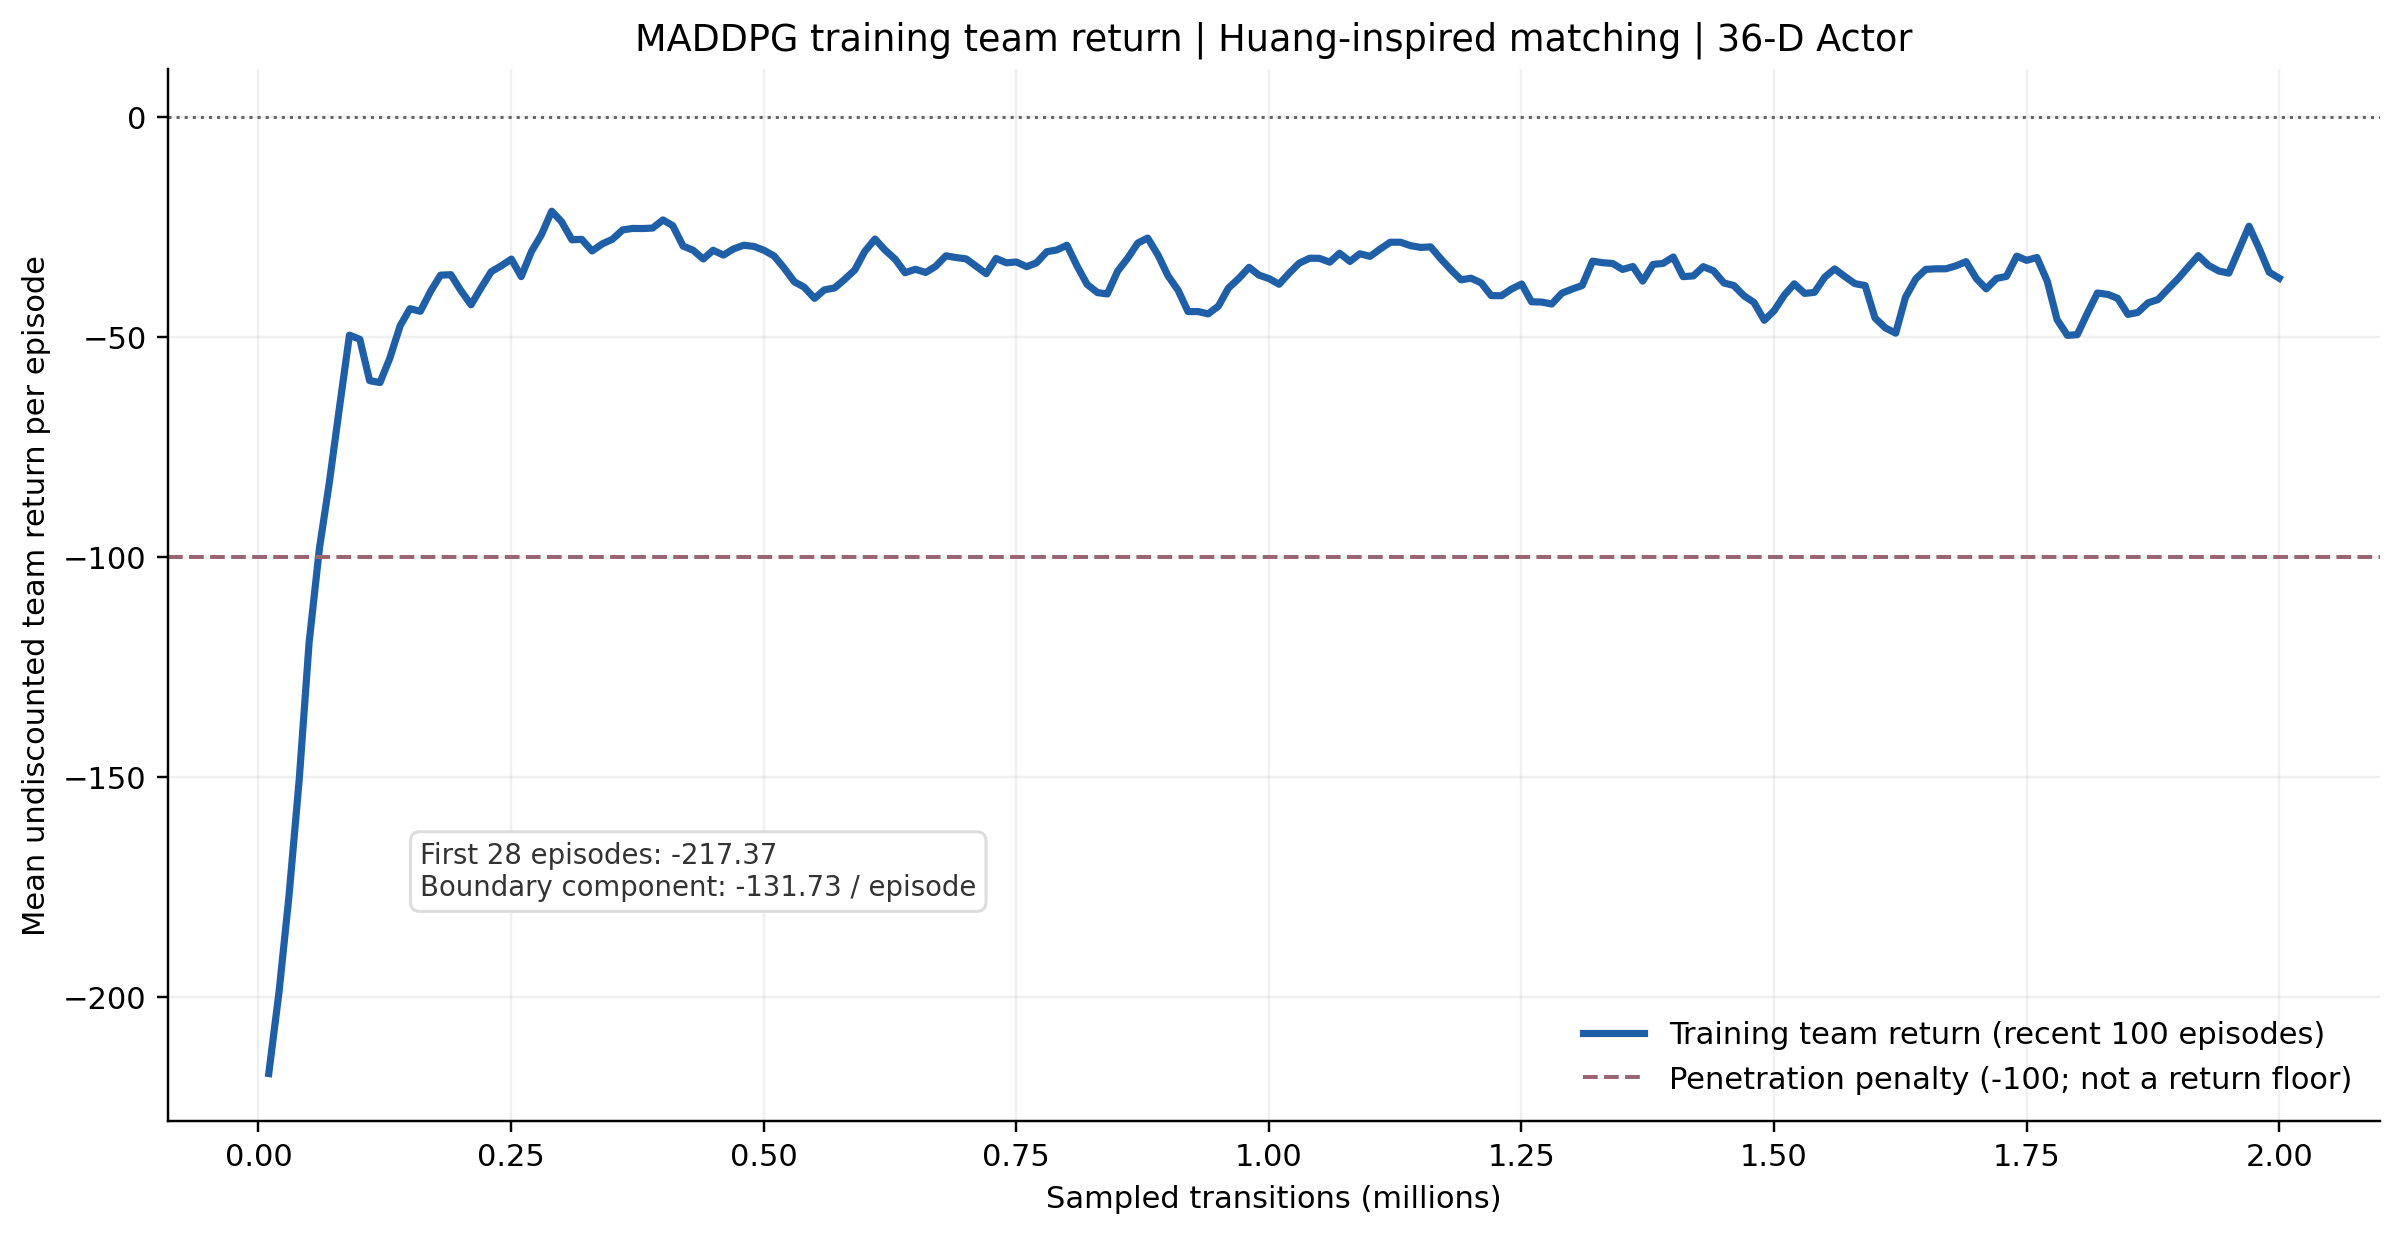 MADDPG training team return | Huang-inspired matching | 36-D Actor
Mean undiscounted team return per episode
0
−50
−100
−150
−200
First 28 episodes: -217.37
Boundary component: -131.73 / episode
Training team return (recent 100 episodes)
Penetration penalty (-100; not a return floor)
0.00 0.25 0.50 0.75 1.00 1.25 1.50 1.75 2.00
Sampled transitions (millions)